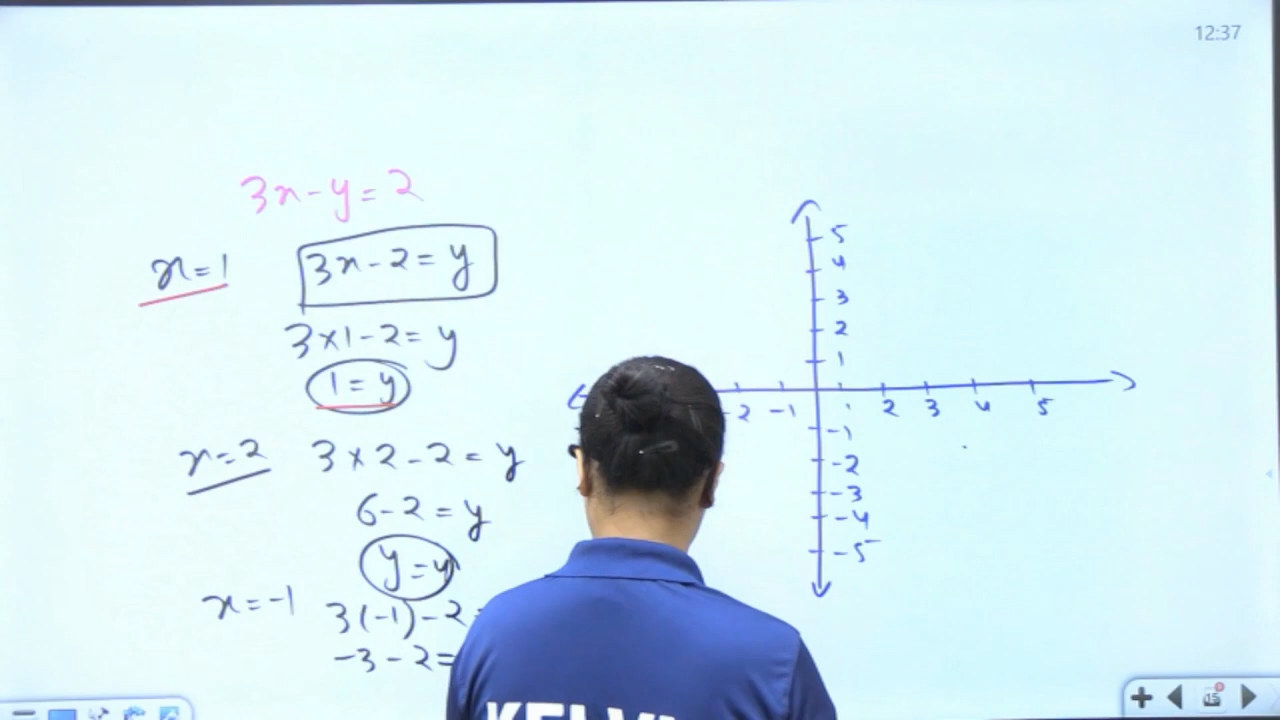 12:37
3x-y=2
x=1 3x-2=y
3×1-2=y
1=y
x=2 3×2-2=y
6-2=y
y=4
x=-1 3(-1)-2=
-3-2=
5
4
3
2
1
-2 -1 1 2 3 4 5
-1
-2
-3
-4
-5
15